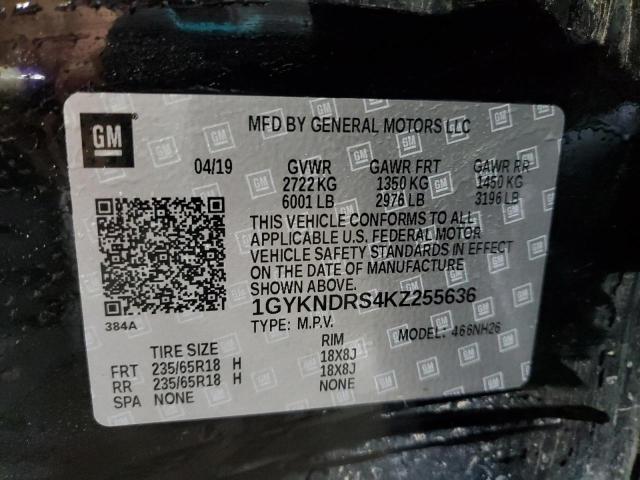 GM
MFD BY GENERAL MOTORS LLC
04/19 GVWR GAWR FRT GAWR RR
2722 KG 1350 KG 1450 KG
6001 LB 2976 LB 3196 LB
THIS VEHICLE CONFORMS TO ALL
APPLICABLE U.S. FEDERAL MOTOR
VEHICLE SAFETY STANDARDS IN EFFECT
ON THE DATE OF MANUFACTURE
SHOWN ABOVE.
1GYKNDRS4KZ255636
384A
TYPE: M.P.V. MODEL: 466NH26
TIRE SIZE RIM
FRT 235/65R18 H 18X8J
RR 235/65R18 H 18X8J
SPA NONE NONE